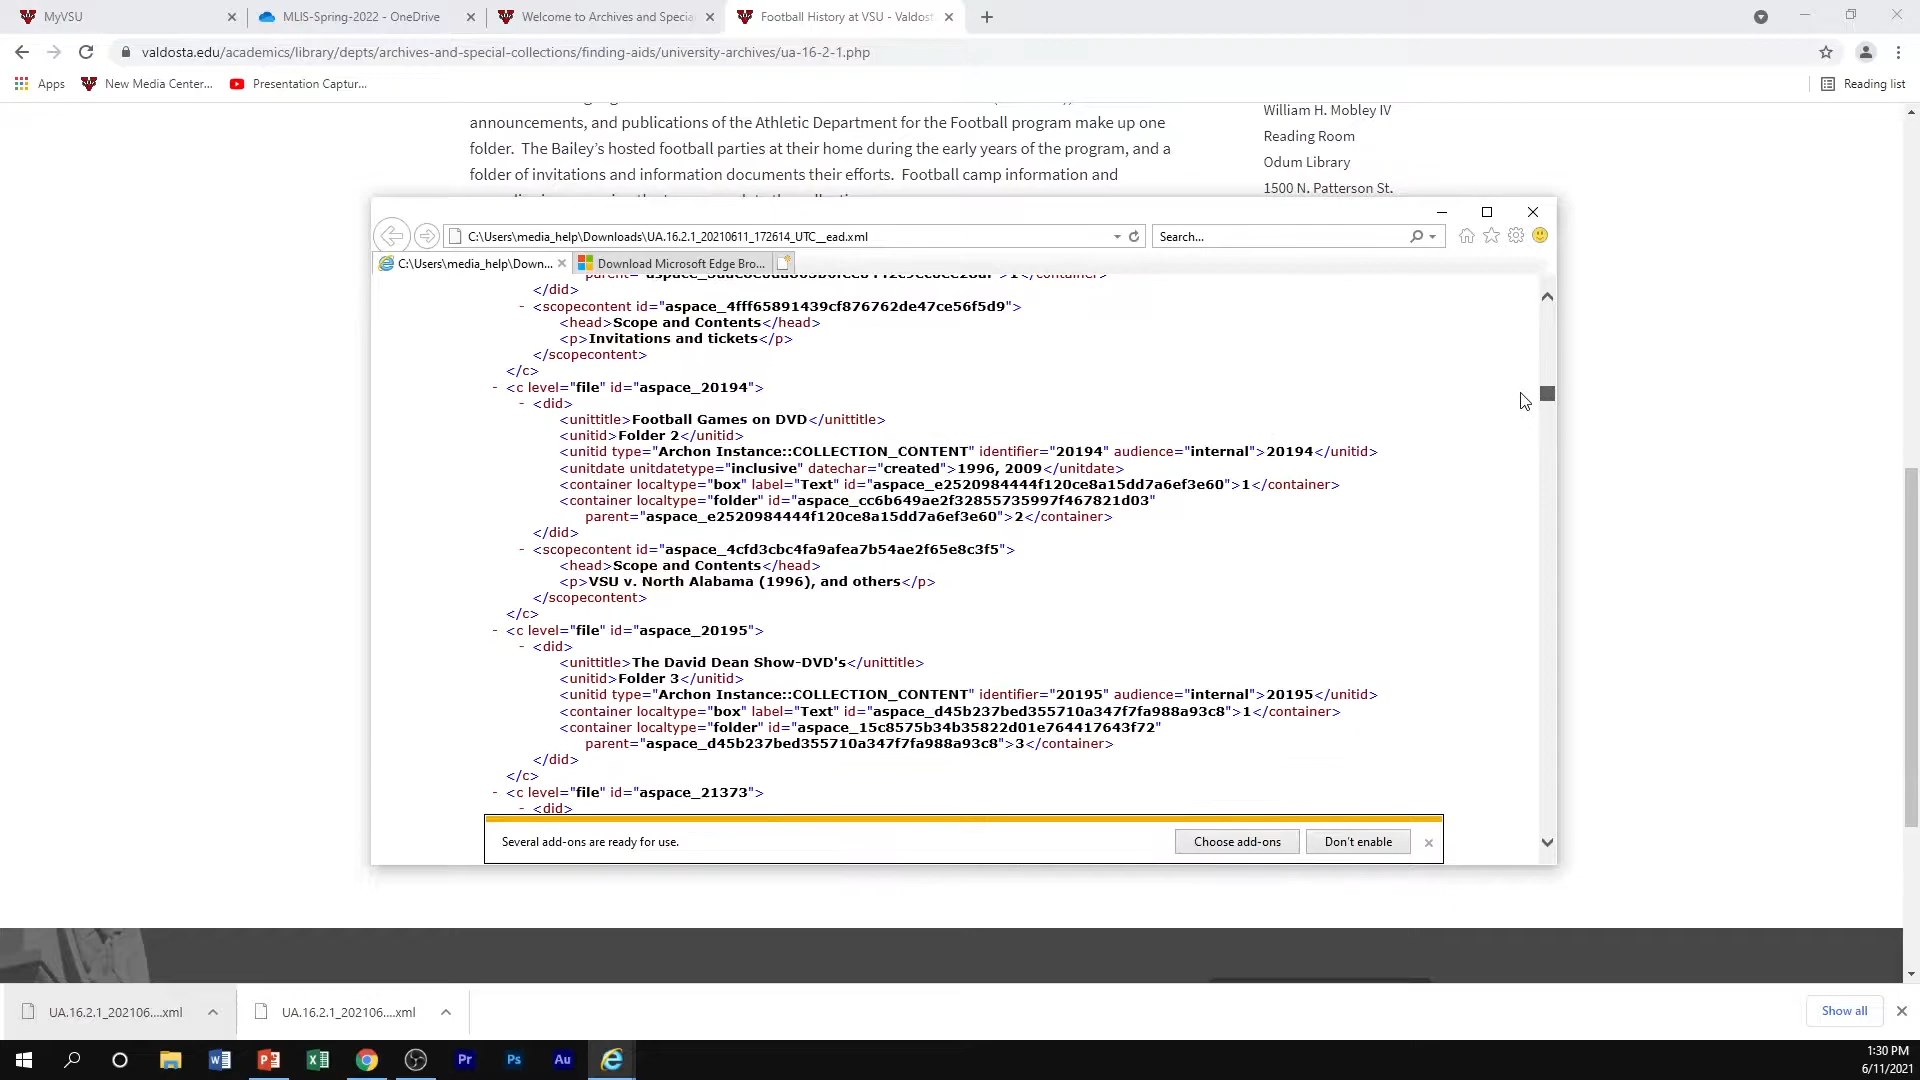 MyVSU
MLIS-Spring-2022 - OneDrive
Welcome to Archives and Specia
Football History at VSU - Valdost
valdosta.edu/academics/library/depts/archives-and-special-collections/finding-aids/university-archives/ua-16-2-1.php
Apps
New Media Center...
Presentation Captur...
Reading list
William H. Mobley IV
announcements, and publications of the Athletic Department for the Football program make up one
Reading Room
folder. The Bailey's hosted football parties at their home during the early years of the program, and a
Odum Library
folder of invitations and information documents their efforts. Football camp information and
1500 N. Patterson St.
C:\Users\media_help\Downloads\UA.16.2.1_20210611_172614_UTC__ead.xml
Search...
C:\Users\media_help\Down...
Download Microsoft Edge Bro...
</did>
- <scopecontent id="aspace_4fff65891439cf876762de47ce56f5d9">
<head>Scope and Contents</head>
<p>Invitations and tickets</p>
</scopecontent>
</c>
- <c level="file" id="aspace_20194">
- <did>
<unittitle>Football Games on DVD</unittitle>
<unitid>Folder 2</unitid>
<unitid type="Archon Instance::COLLECTION_CONTENT" identifier="20194" audience="internal">20194</unitid>
<unitdate unitdatetype="inclusive" datechar="created">1996, 2009</unitdate>
<container localtype="box" label="Text" id="aspace_e2520984444f120ce8a15dd7a6ef3e60">1</container>
<container localtype="folder" id="aspace_cc6b649ae2f32855735997f467821d03"
parent="aspace_e2520984444f120ce8a15dd7a6ef3e60">2</container>
</did>
- <scopecontent id="aspace_4cfd3cbc4fa9afea7b54ae2f65e8c3f5">
<head>Scope and Contents</head>
<p>VSU v. North Alabama (1996), and others</p>
</scopecontent>
</c>
- <c level="file" id="aspace_20195">
- <did>
<unittitle>The David Dean Show-DVD's</unittitle>
<unitid>Folder 3</unitid>
<unitid type="Archon Instance::COLLECTION_CONTENT" identifier="20195" audience="internal">20195</unitid>
<container localtype="box" label="Text" id="aspace_d45b237bed355710a347f7fa988a93c8">1</container>
<container localtype="folder" id="aspace_15c8575b34b35822d01e764417643f72"
parent="aspace_d45b237bed355710a347f7fa988a93c8">3</container>
</did>
</c>
- <c level="file" id="aspace_21373">
- <did>
Several add-ons are ready for use.
Choose add-ons
Don't enable
UA.16.2.1_202106....xml
UA.16.2.1_202106....xml
Show all
Pr
Ps
Au
1:30 PM
6/11/2021